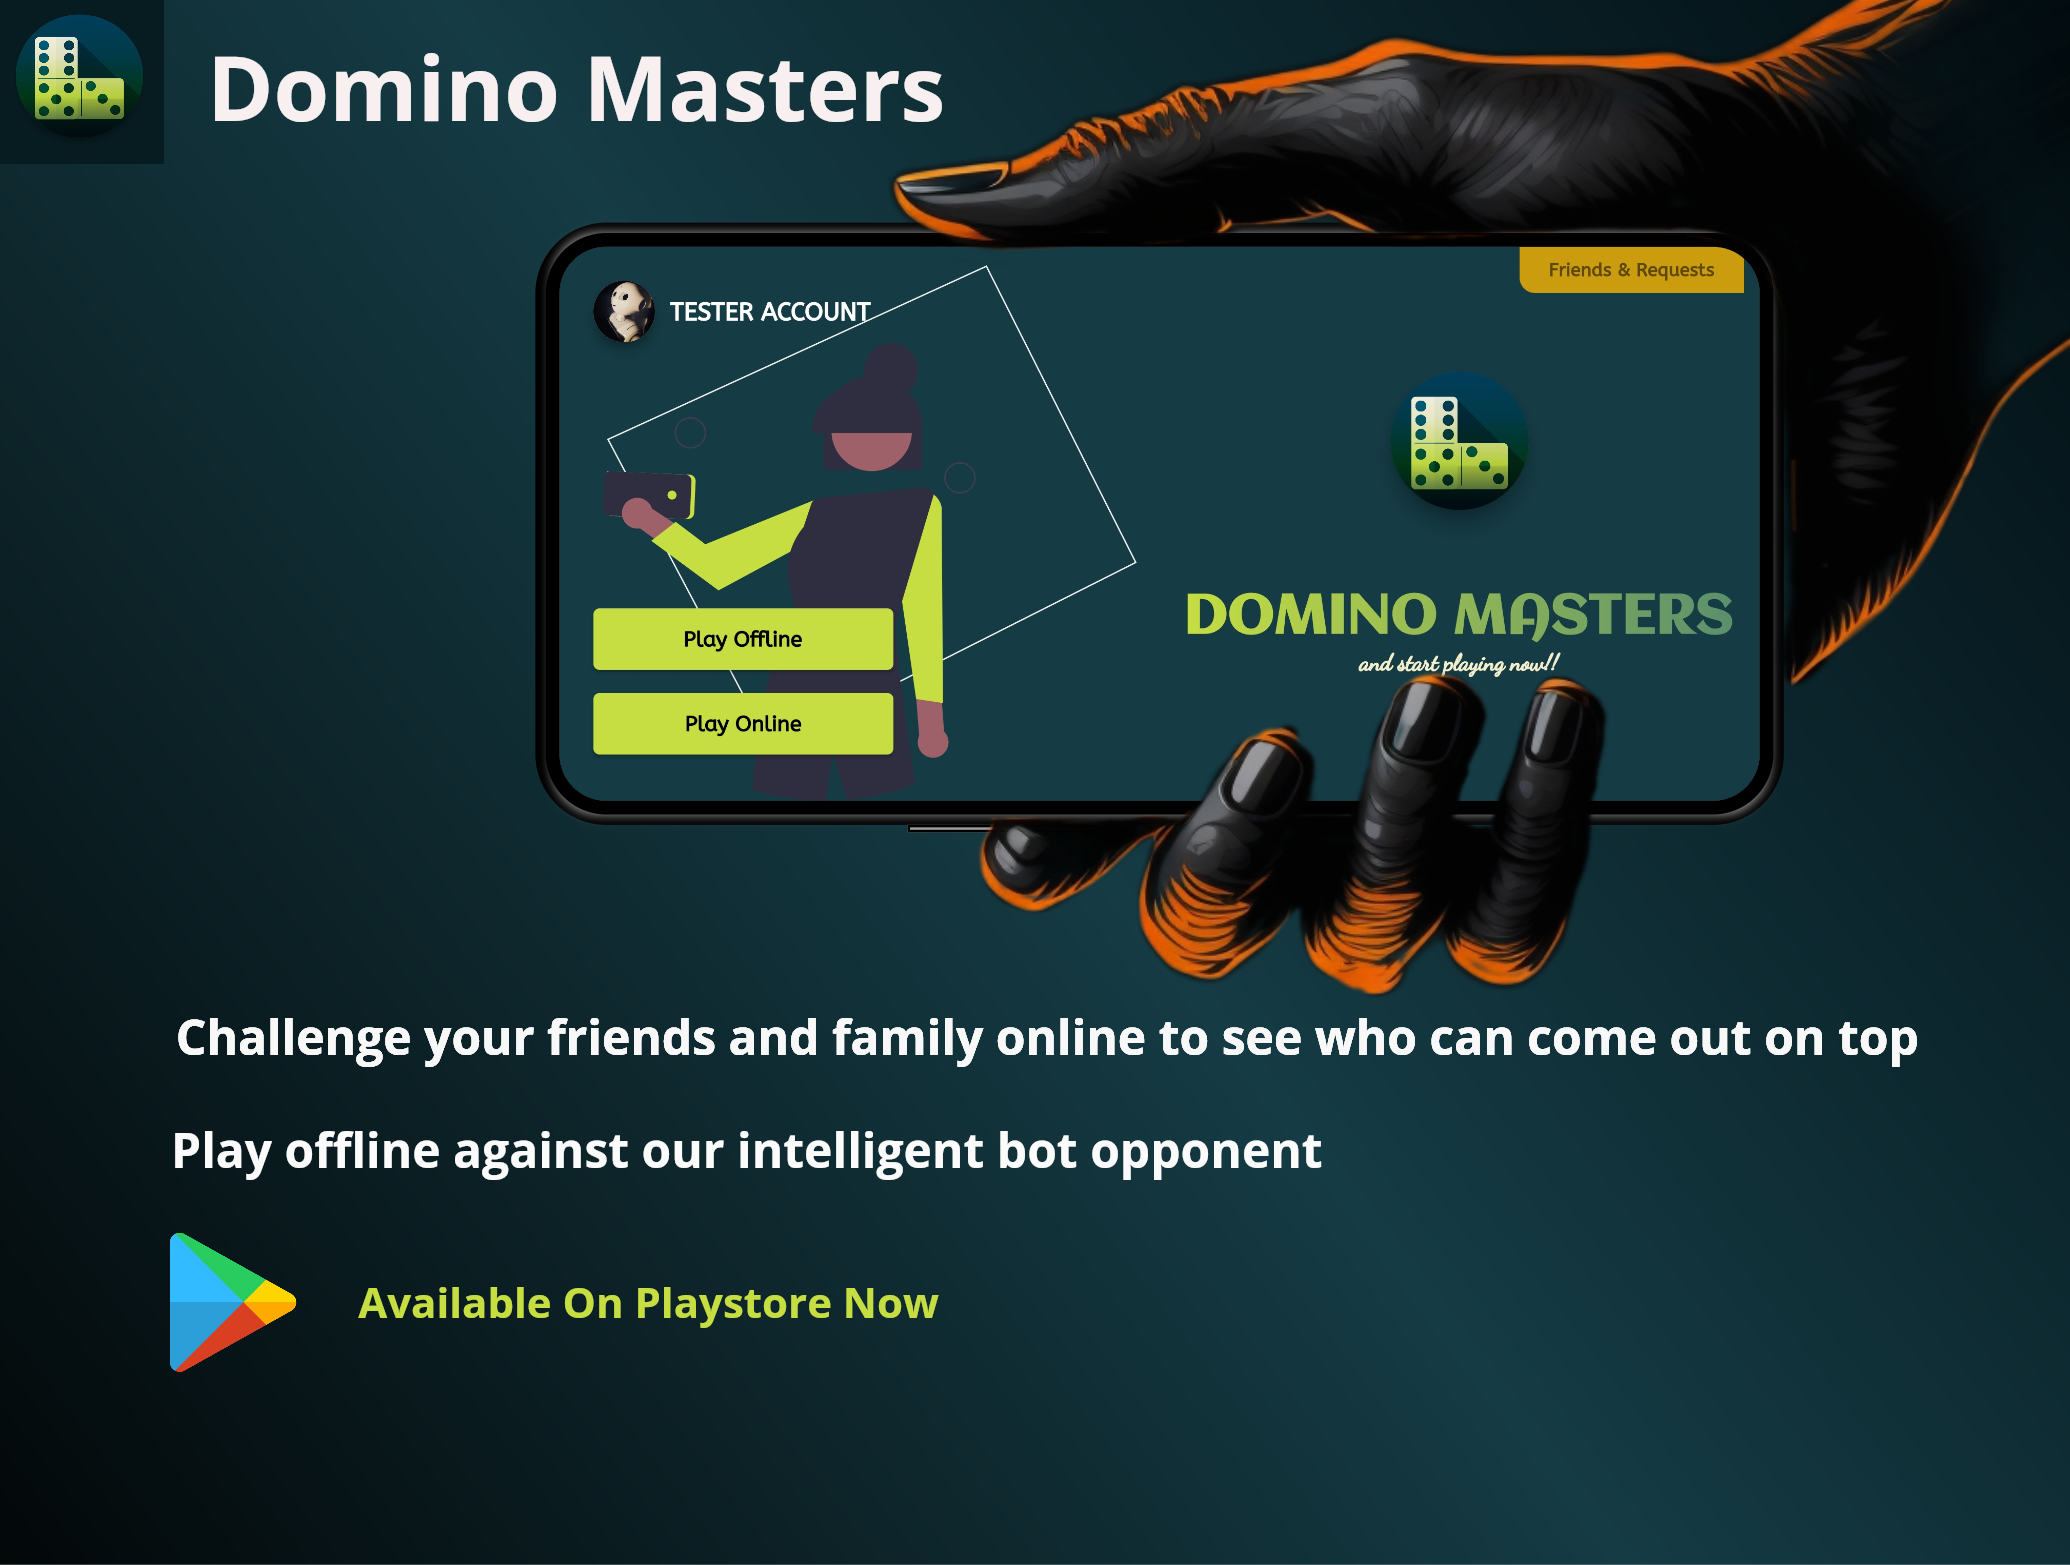 Domino Masters
Friends & Requests
TESTER ACCOUNT
DOMINO MASTERS
and start playing now!!
Play Offline
Play Online
Challenge your friends and family online to see who can come out on top
Play offline against our intelligent bot opponent
Available On Playstore Now